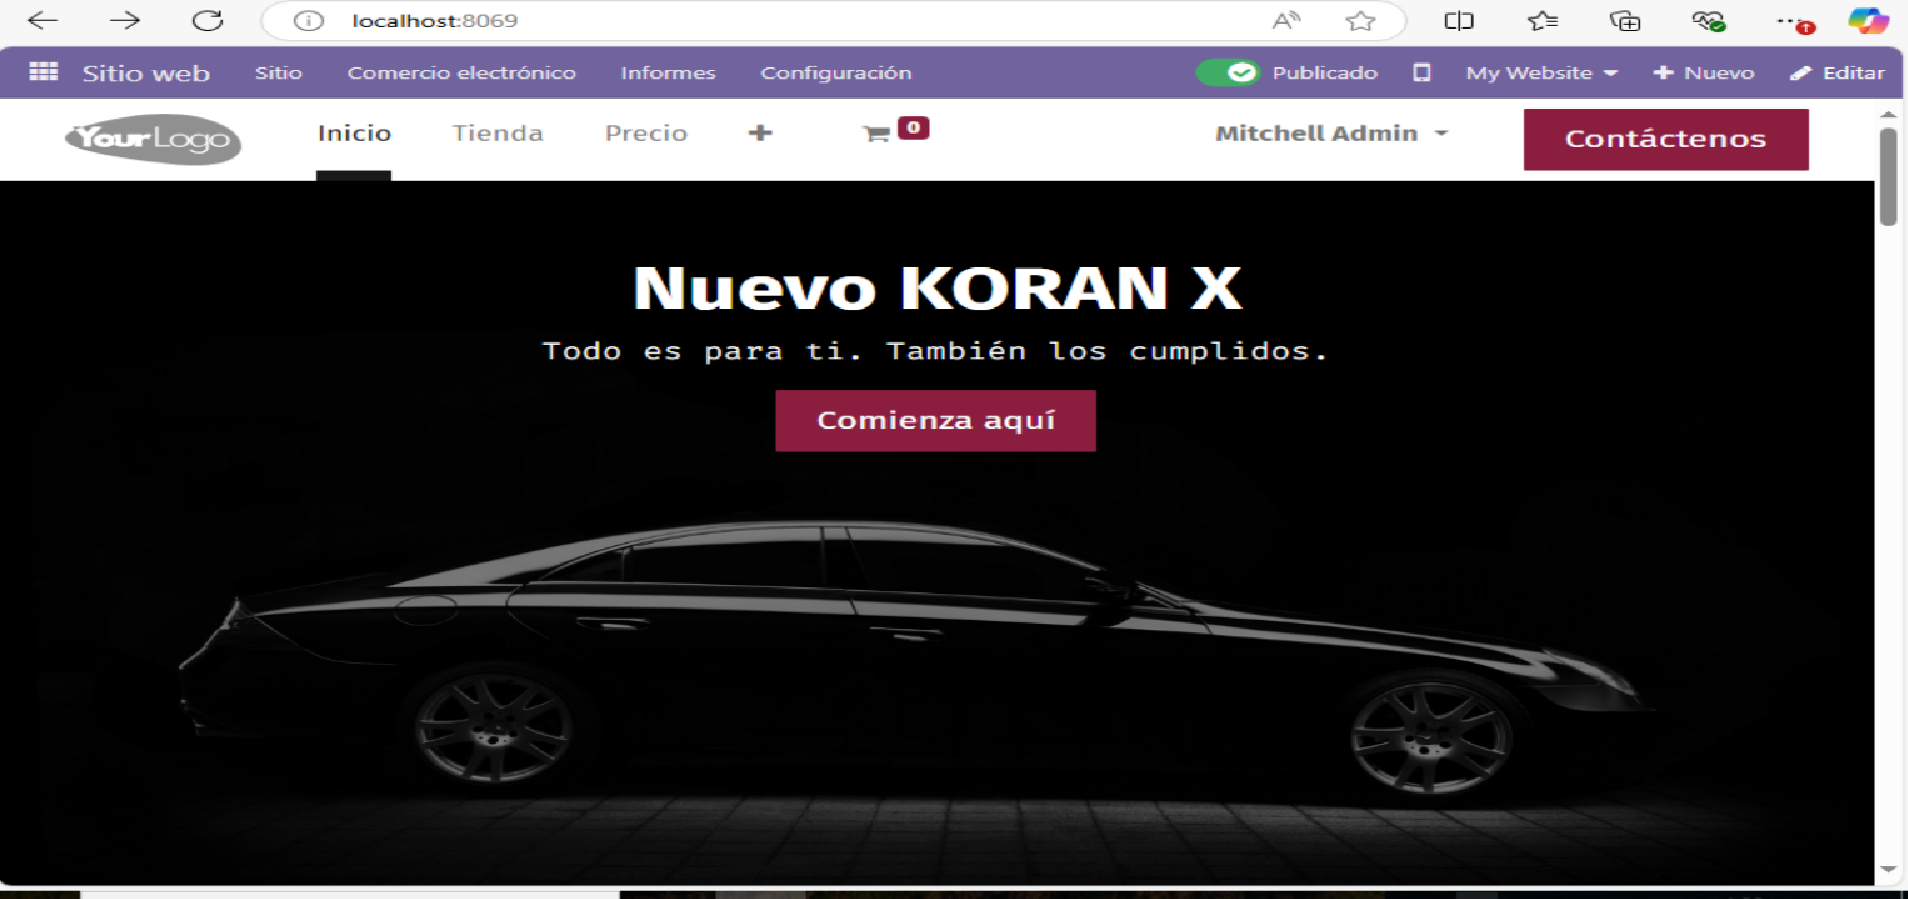 localhost:8069
Sitio web Sitio Comercio electrónico Informes Configuración Publicado My Website Nuevo Editar
YourLogo Inicio Tienda Precio 0 Mitchell Admin Contáctenos
Nuevo KORAN X
Todo es para ti. También los cumplidos.
Comienza aquí